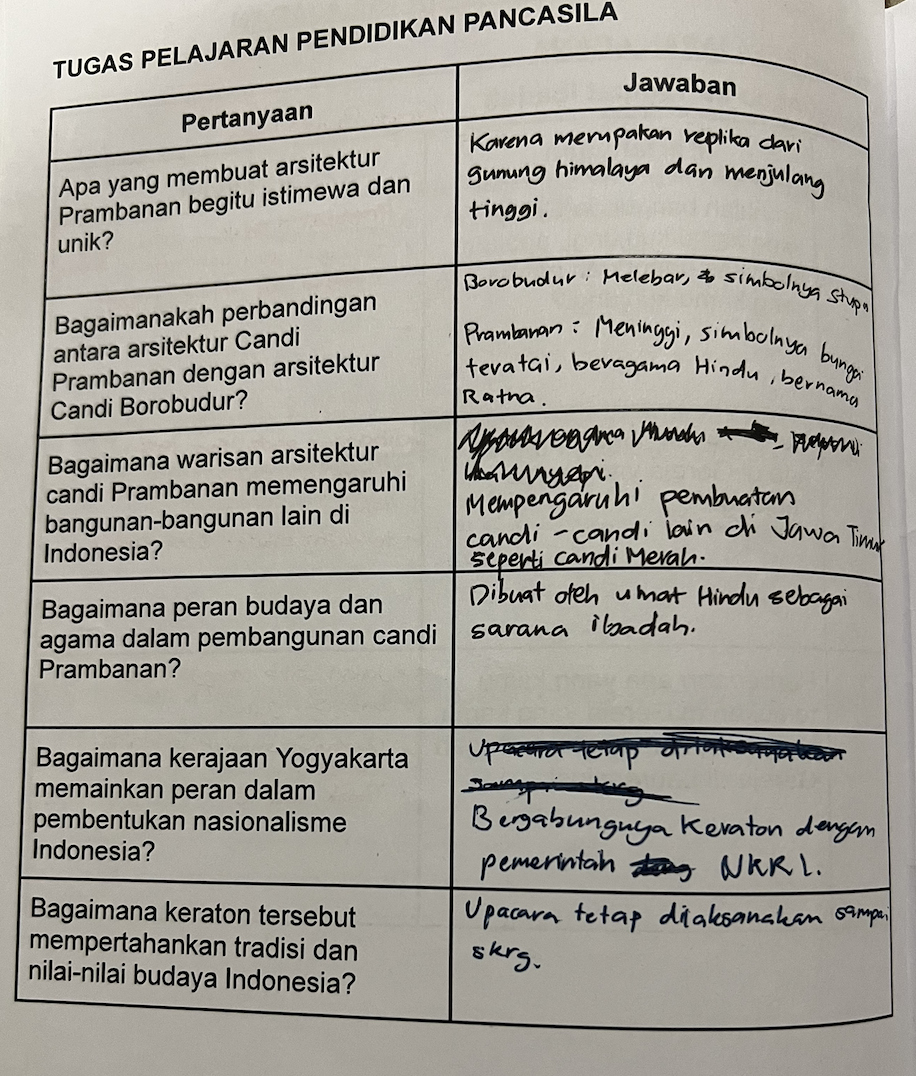 TUGAS PELAJARAN PENDIDIKAN PANCASILA
Pertanyaan
Jawaban
Apa yang membuat arsitektur
Prambanan begitu istimewa dan
unik?
Karena merupakan replika dari
gunung himalaya dan menjulang
tinggi.
Bagaimanakah perbandingan
antara arsitektur Candi
Prambanan dengan arsitektur
Candi Borobudur?
Borobudur : Melebar, simbolnya stupa
Prambanan : Meninggi, simbolnya bunga
teratai, beragama Hindu, bernama
Ratna.
Bagaimana warisan arsitektur
candi Prambanan memengaruhi
bangunan-bangunan lain di
Indonesia?
Mempengaruhi pembuatan
candi - candi lain di Jawa Timur
seperti candi Merah.
Bagaimana peran budaya dan
agama dalam pembangunan candi
Prambanan?
Dibuat oleh umat Hindu sebagai
sarana ibadah.
Bagaimana kerajaan Yogyakarta
memainkan peran dalam
pembentukan nasionalisme
Indonesia?
Upacara tetap
Bergabungnya Keraton dengan
pemerintah NKRI.
Bagaimana keraton tersebut
mempertahankan tradisi dan
nilai-nilai budaya Indonesia?
Upacara tetap dilaksanakan sampai
skrg.